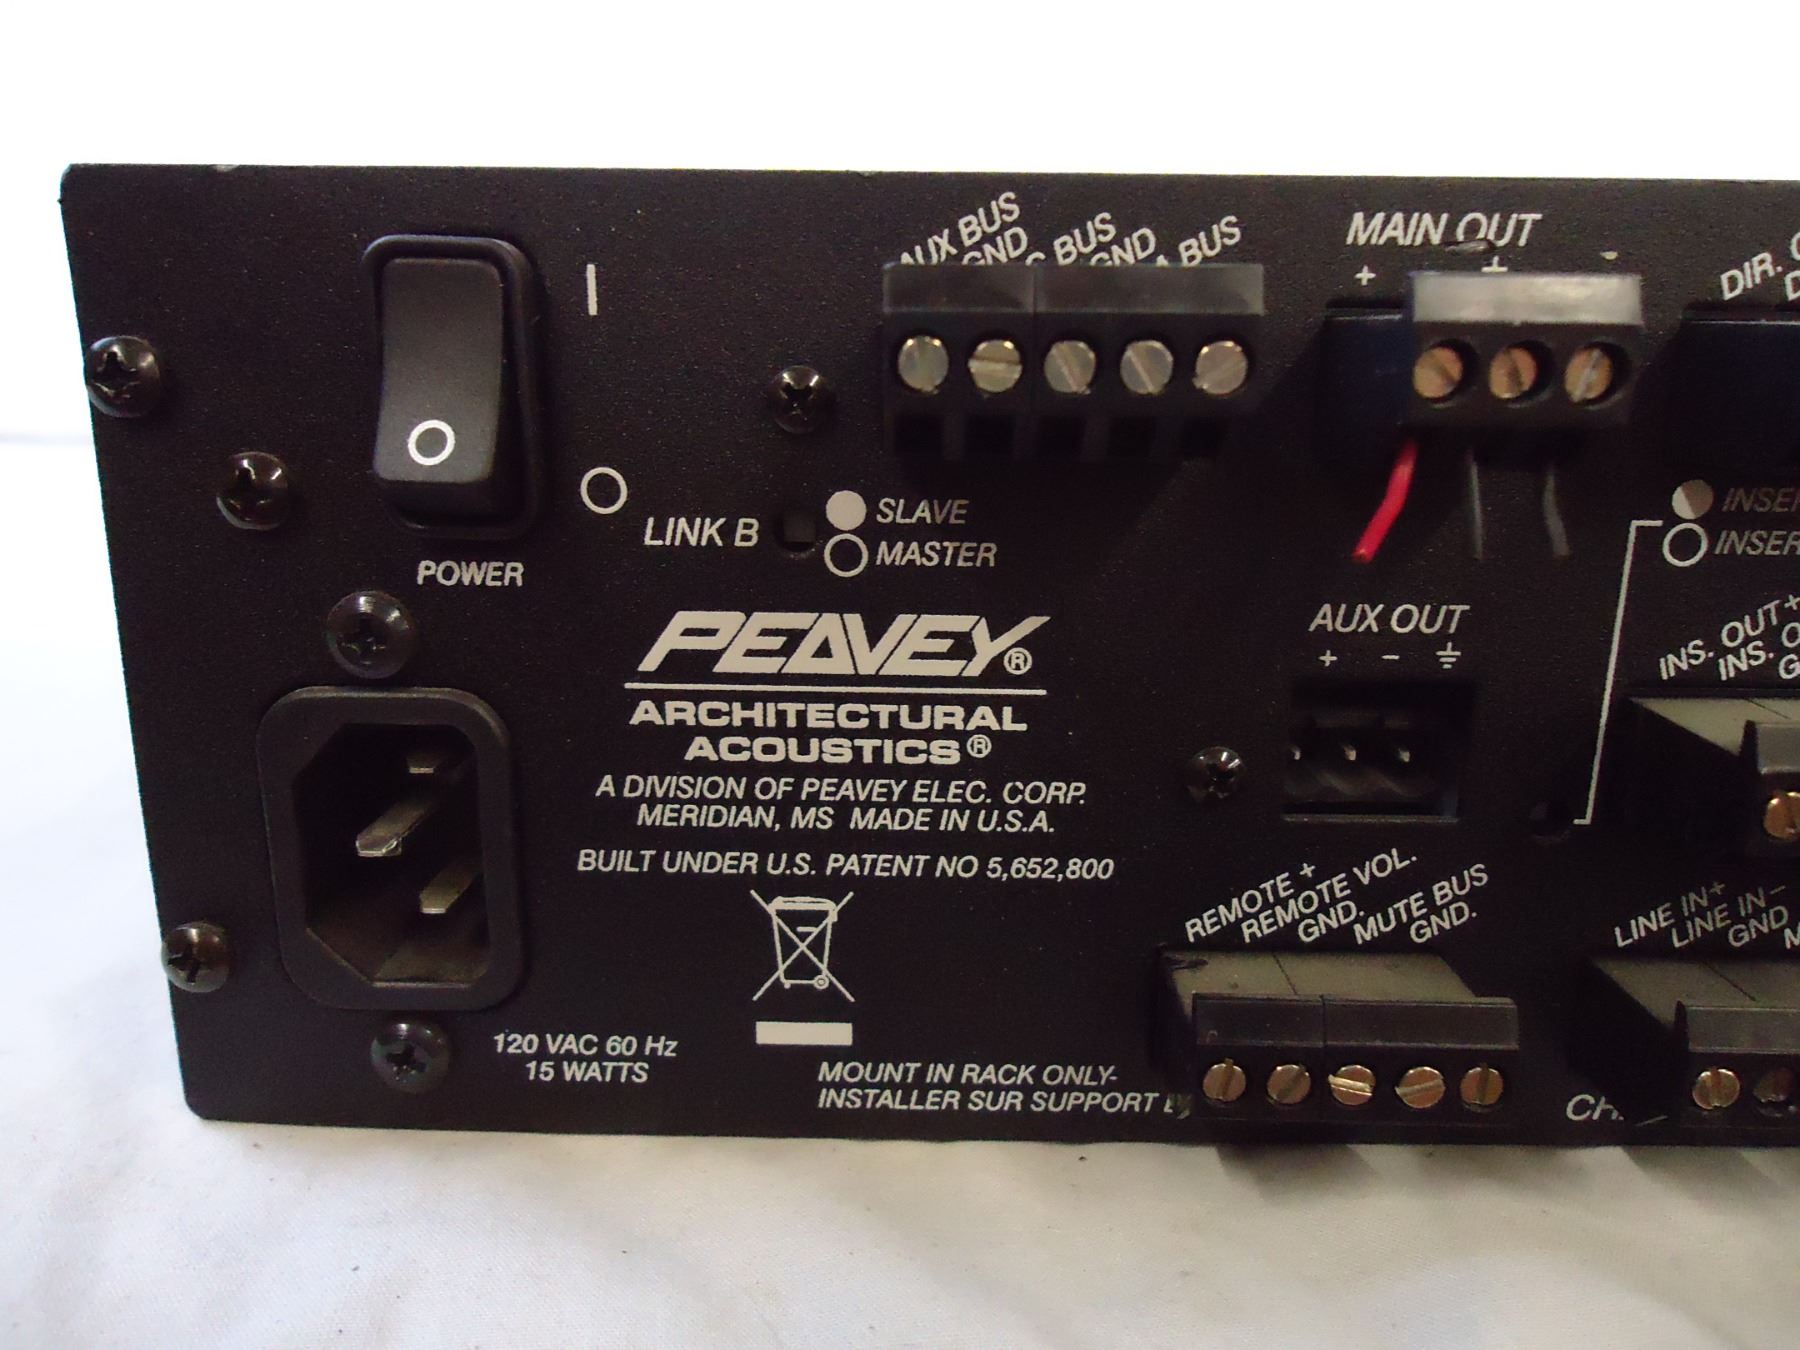 AUX BUS
GND
BUS
GND
BUS
MAIN OUT
+ + -
DIR.
I
O
POWER
LINK B
SLAVE
MASTER
PEAVEY®
ARCHITECTURAL
ACOUSTICS®
A DIVISION OF PEAVEY ELEC. CORP.
MERIDIAN, MS MADE IN U.S.A.
BUILT UNDER U.S. PATENT NO 5,652,800
120 VAC 60 Hz
15 WATTS
MOUNT IN RACK ONLY-
INSTALLER SUR SUPPORT
AUX OUT
+ -
REMOTE +
REMOTE VOL.
GND.
MUTE BUS
GND.
INS. OUT+
INS.
LINE IN+
LINE IN-
GND
CH.